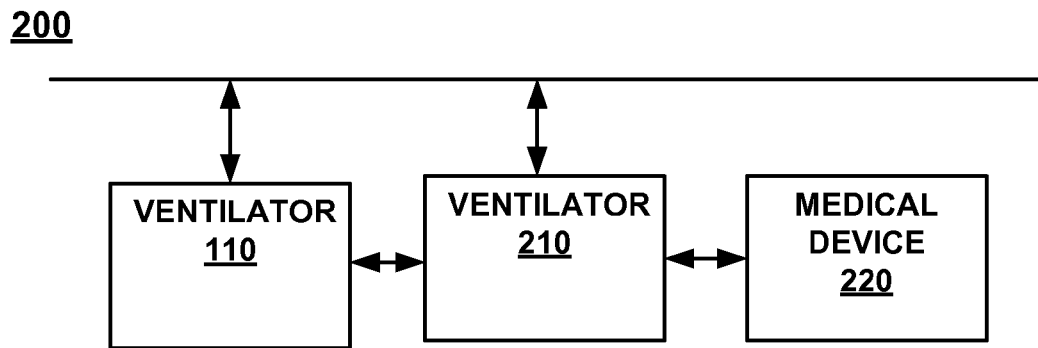 200
VENTILATOR
110
VENTILATOR
210
MEDICAL
DEVICE
220